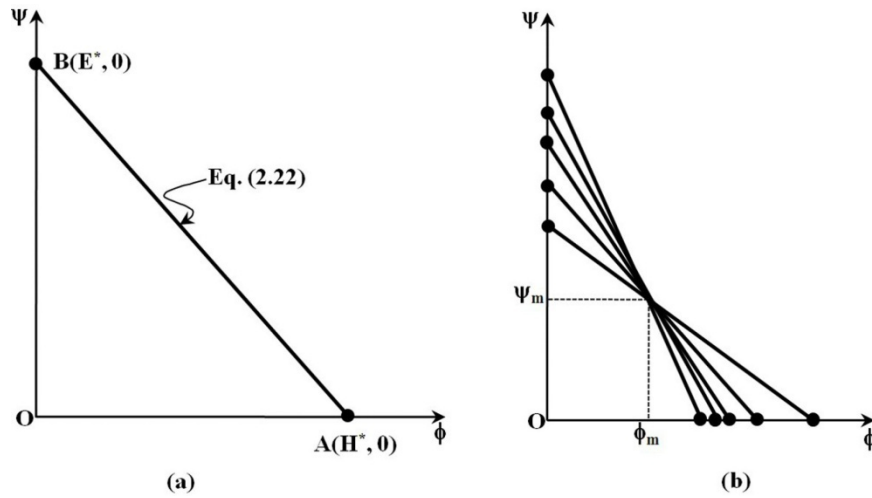 Ψ
B(E*, 0)
Eq. (2.22)
O
ϕ
A(H*, 0)
(a)
Ψ
Ψm
O
ϕm
ϕ
(b)